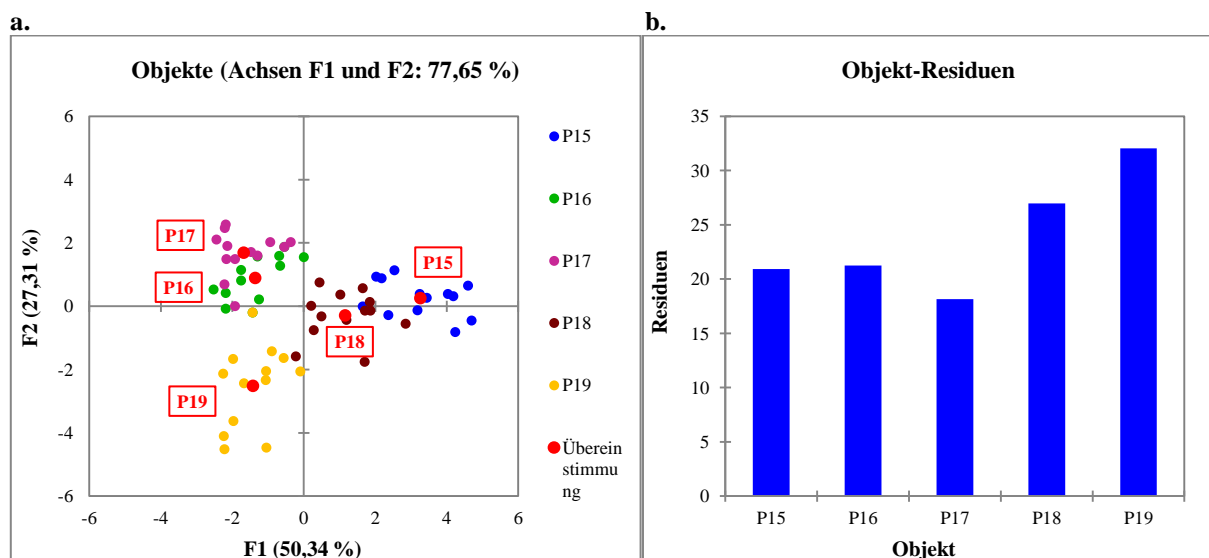 a.
Objekte (Achsen F1 und F2: 77,65 %)
6
4
2
0
-2
-4
-6
-6
-4
-2
0
2
4
6
F2 (27,31 %)
F1 (50,34 %)
P17
P16
P15
P18
P19
P15
P16
P17
P18
P19
Überein
stimmu
ng
b.
Objekt-Residuen
35
30
25
20
15
10
5
0
Residuen
P15
P16
P17
P18
P19
Objekt